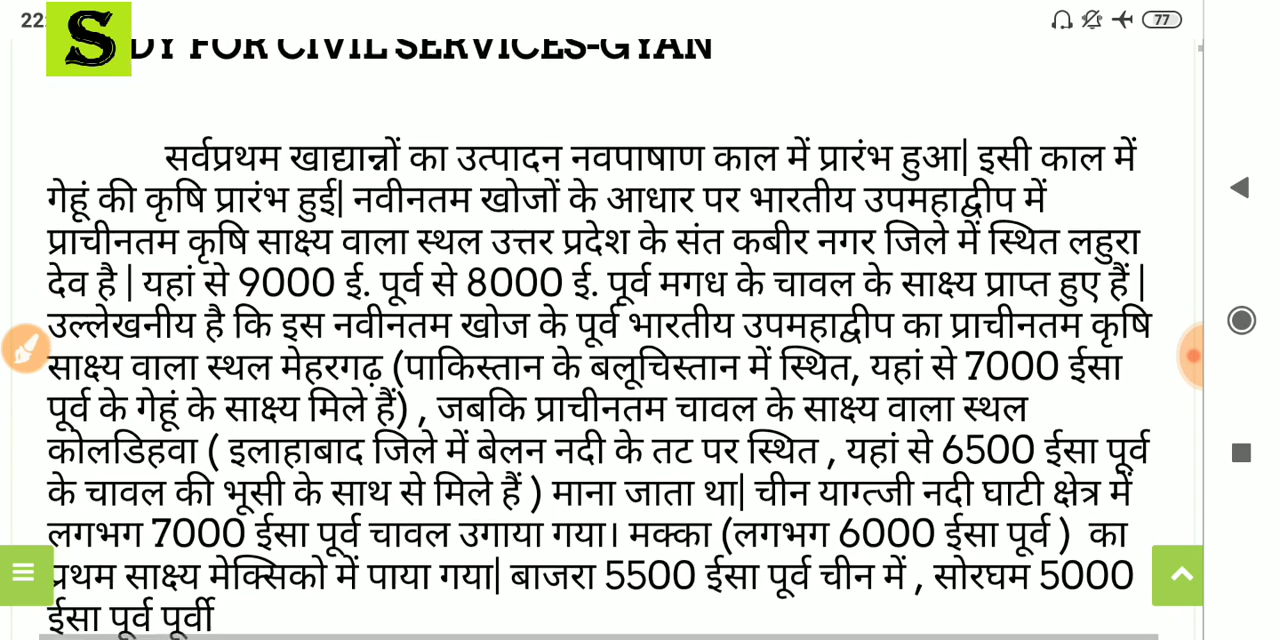 22
77
S
DY FOR CIVIL SERVICES-GYAN
सर्वप्रथम खाद्यान्नों का उत्पादन नवपाषाण काल में प्रारंभ हुआ| इसी काल में
गेहूं की कृषि प्रारंभ हुई| नवीनतम खोजों के आधार पर भारतीय उपमहाद्वीप में
प्राचीनतम कृषि साक्ष्य वाला स्थल उत्तर प्रदेश के संत कबीर नगर जिले में स्थित लहुरा
देव है | यहां से 9000 ई. पूर्व से 8000 ई. पूर्व मगध के चावल के साक्ष्य प्राप्त हुए हैं |
उल्लेखनीय है कि इस नवीनतम खोज के पूर्व भारतीय उपमहाद्वीप का प्राचीनतम कृषि
साक्ष्य वाला स्थल मेहरगढ़ (पाकिस्तान के बलूचिस्तान में स्थित, यहां से 7000 ईसा
पूर्व के गेहूं के साक्ष्य मिले हैं) , जबकि प्राचीनतम चावल के साक्ष्य वाला स्थल
कोलडिहवा ( इलाहाबाद जिले में बेलन नदी के तट पर स्थित , यहां से 6500 ईसा पूर्व
के चावल की भूसी के साथ से मिले हैं ) माना जाता था| चीन याग्त्जी नदी घाटी क्षेत्र में
लगभग 7000 ईसा पूर्व चावल उगाया गया। मक्का (लगभग 6000 ईसा पूर्व ) का
प्रथम साक्ष्य मेक्सिको में पाया गया| बाजरा 5500 ईसा पूर्व चीन में , सोरघम 5000
ईसा पूर्व पूर्वी